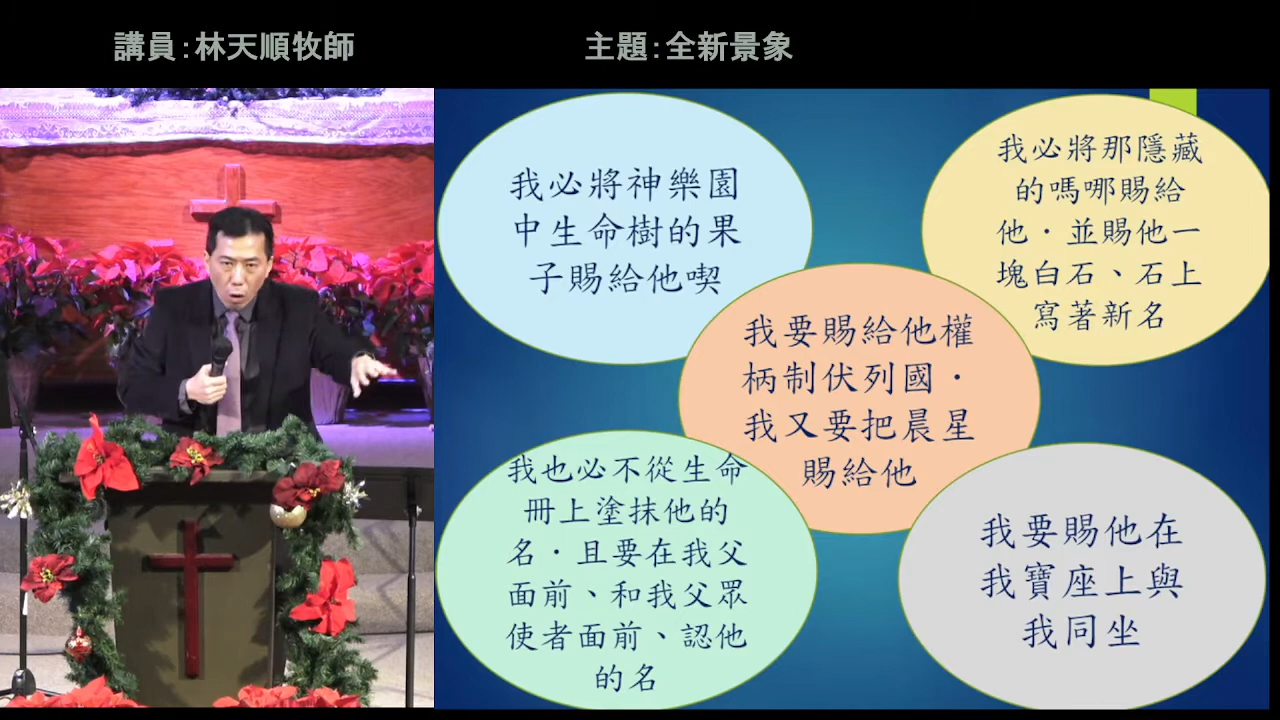 講員:林天順牧師
主題:全新景象
我必將神樂園
中生命樹的果
子賜給他喫
我必將那隱藏
的嗎哪賜給
他．並賜他一
塊白石、石上
寫著新名
我要賜給他權
柄制伏列國．
我又要把晨星
賜給他
我也必不從生命
冊上塗抹他的
名．且要在我父
面前、和我父眾
使者面前、認他
的名
我要賜他在
我寶座上與
我同坐